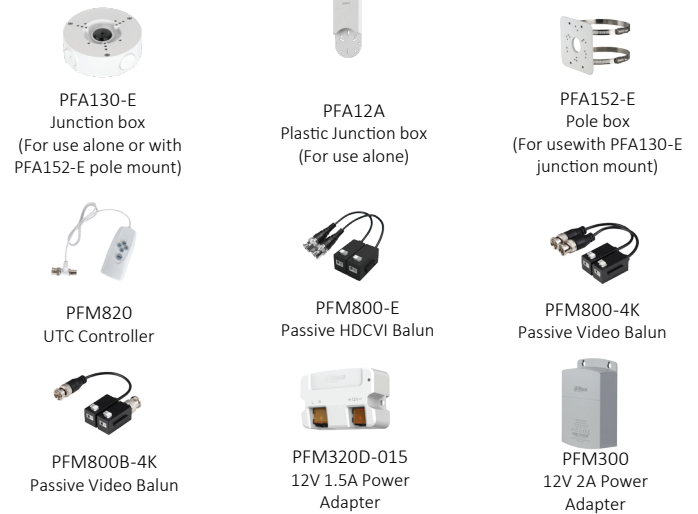 PFA130-E
Junction box
(For use alone or with
PFA152-E pole mount)
PFA12A
Plastic Junction box
(For use alone)
PFA152-E
Pole box
(For usewith PFA130-E
junction mount)
PFM820
UTC Controller
PFM800-E
Passive HDCVI Balun
PFM800-4K
Passive Video Balun
PFM800B-4K
Passive Video Balun
PFM320D-015
12V 1.5A Power
Adapter
PFM300
12V 2A Power
Adapter